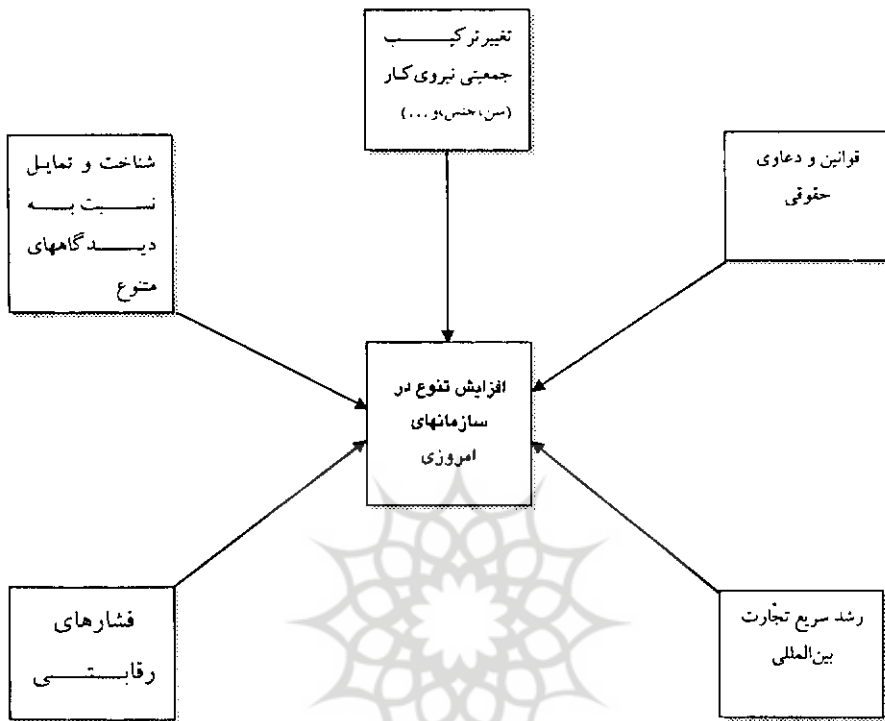 تغییر ترکیب
جمعیتی نیروی کار
(سن، جنس، و...)
قوانین و دعاوی
حقوقی
شناخت و تمایل
نسبت به
دیدگاههای
متنوع
افزایش تنوع در
سازمانهای
امروزی
رشد سریع تجارت
بین‌المللی
فشارهای
رقابتی